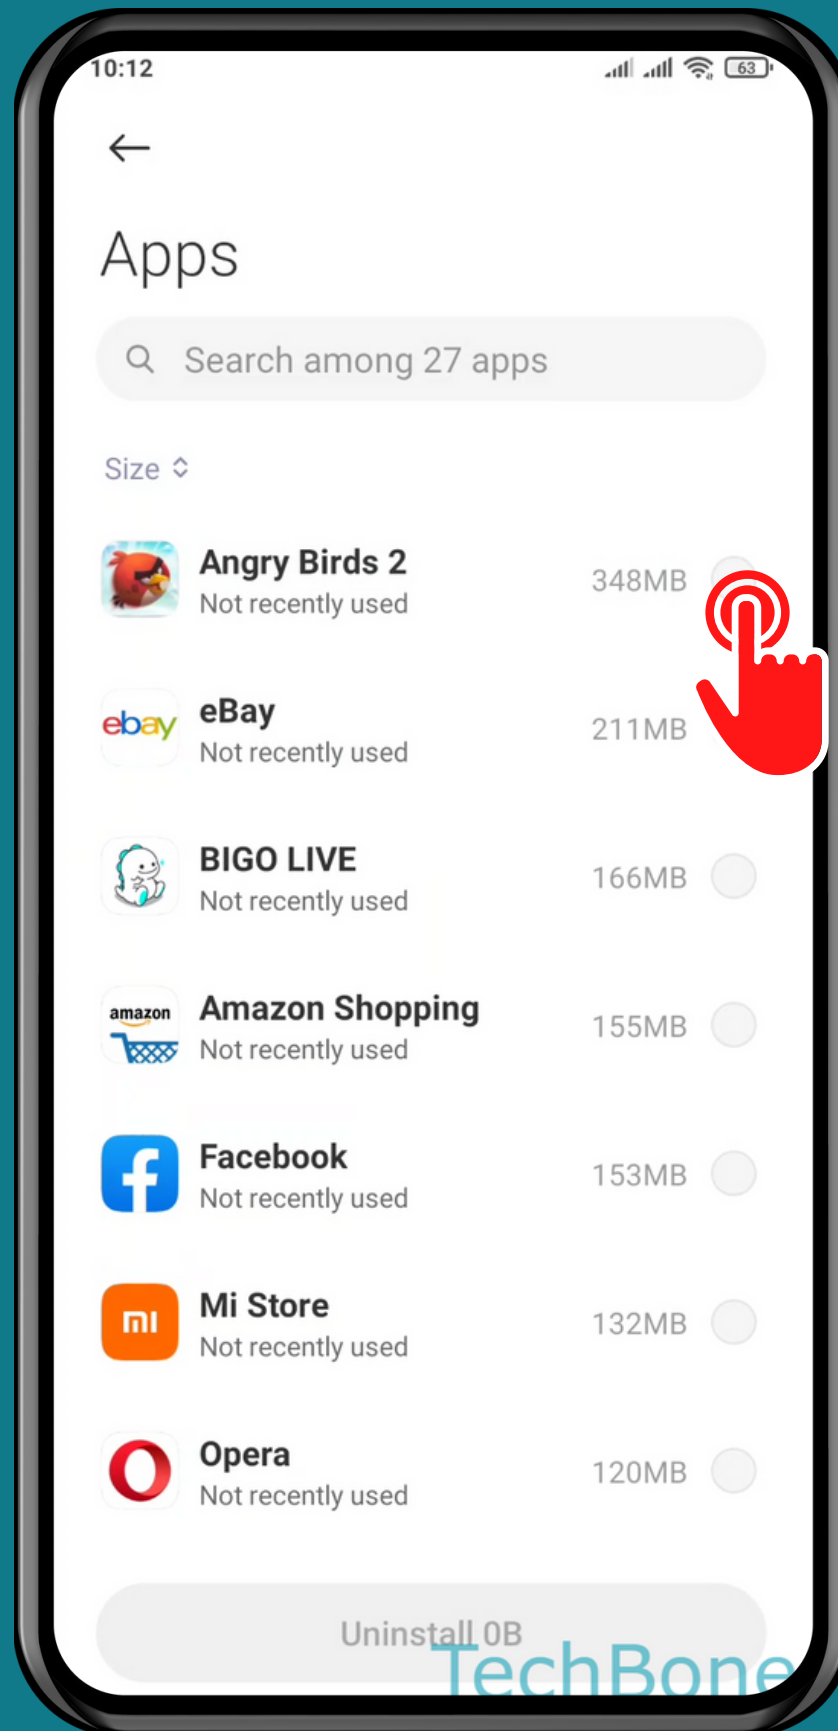 10:12
63
Apps
Search among 27 apps
Size
Angry Birds 2
Not recently used
348MB
ebay
eBay
Not recently used
211MB
BIGO LIVE
Not recently used
166MB
amazon
Amazon Shopping
Not recently used
155MB
f
Facebook
Not recently used
153MB
mi
Mi Store
Not recently used
132MB
Opera
Not recently used
120MB
Uninstall 0B
TechBone